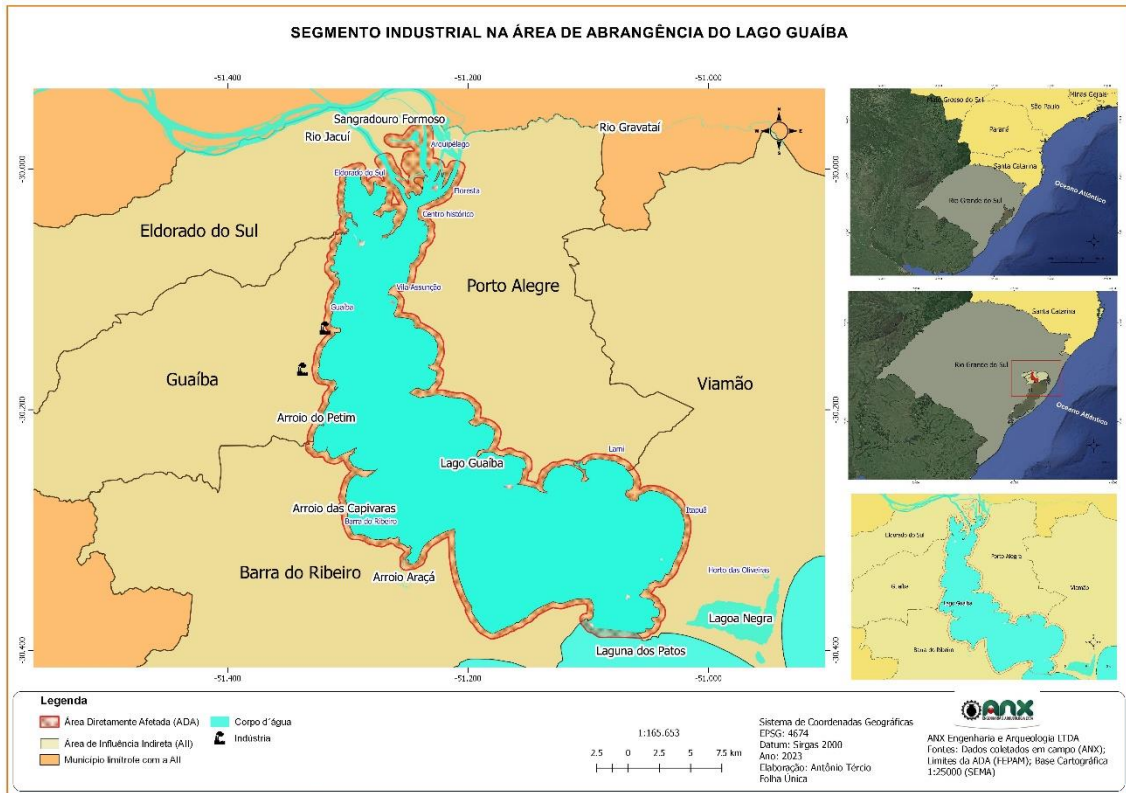 SEGMENTO INDUSTRIAL NA ÁREA DE ABRANGÊNCIA DO LAGO GUAÍBA
-51.400
-51.200
-51.000
Sangradouro Formoso
Rio Jacuí
Arquipélago
Rio Gravataí
-30.000
Eldorado do Sul
Floresta
Centro histórico
Eldorado do Sul
Porto Alegre
Vila Assunção
Guaíba
Guaíba
Viamão
-30.200
Arroio do Petim
Lago Guaíba
Lami
Arroio das Capivaras
Barra do Ribeiro
Itapuã
Barra do Ribeiro
Arroio Araçá
Horto das Oliveiras
Lagoa Negra
Laguna dos Patos
-30.400
-51.400
-51.200
-51.000
Minas Gerais
Mato Grosso do Sul
São Paulo
Paraná
Santa Catarina
Rio Grande do Sul
Oceano Atlântico
Santa Catarina
Rio Grande do Sul
Oceano Atlântico
Eldorado do Sul
Porto Alegre
Guaíba
Viamão
Lago Guaíba
Barra do Ribeiro
Legenda
Área Diretamente Afetada (ADA)
Corpo d´água
Área de Influência Indireta (AII)
Indústria
Município limítrofe com a AII
1:165.653
2.5 0 2.5 5 7.5 km
Sistema de Coordenadas Geográficas
EPSG: 4674
Datum: Sirgas 2000
Ano: 2023
Elaboração: Antônio Tércio
Folha Única
ANX
ANX Engenharia e Arqueologia LTDA
Fontes: Dados coletados em campo (ANX);
Limites da ADA (FEPAM); Base Cartográfica
1:25000 (SEMA)